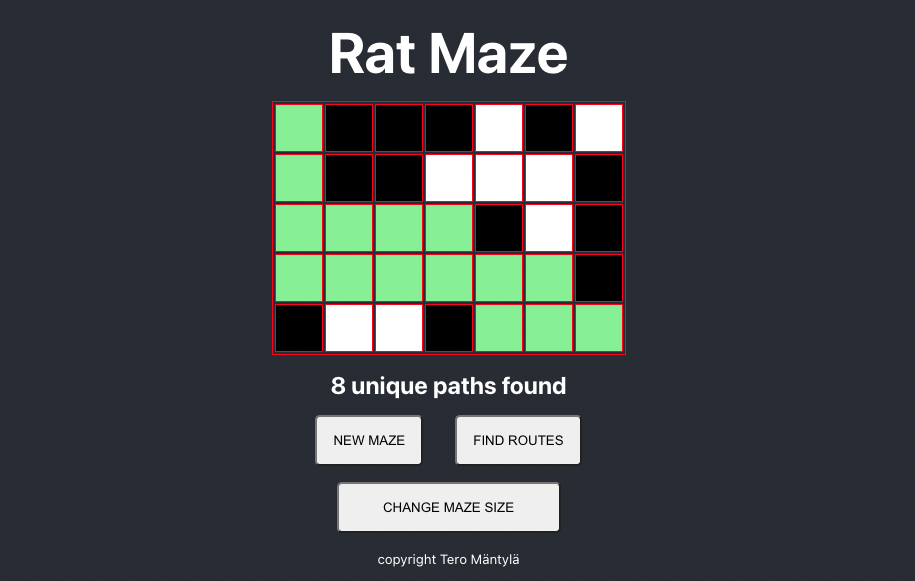 Rat Maze
8 unique paths found
NEW MAZE
FIND ROUTES
CHANGE MAZE SIZE
copyright Tero Mäntylä